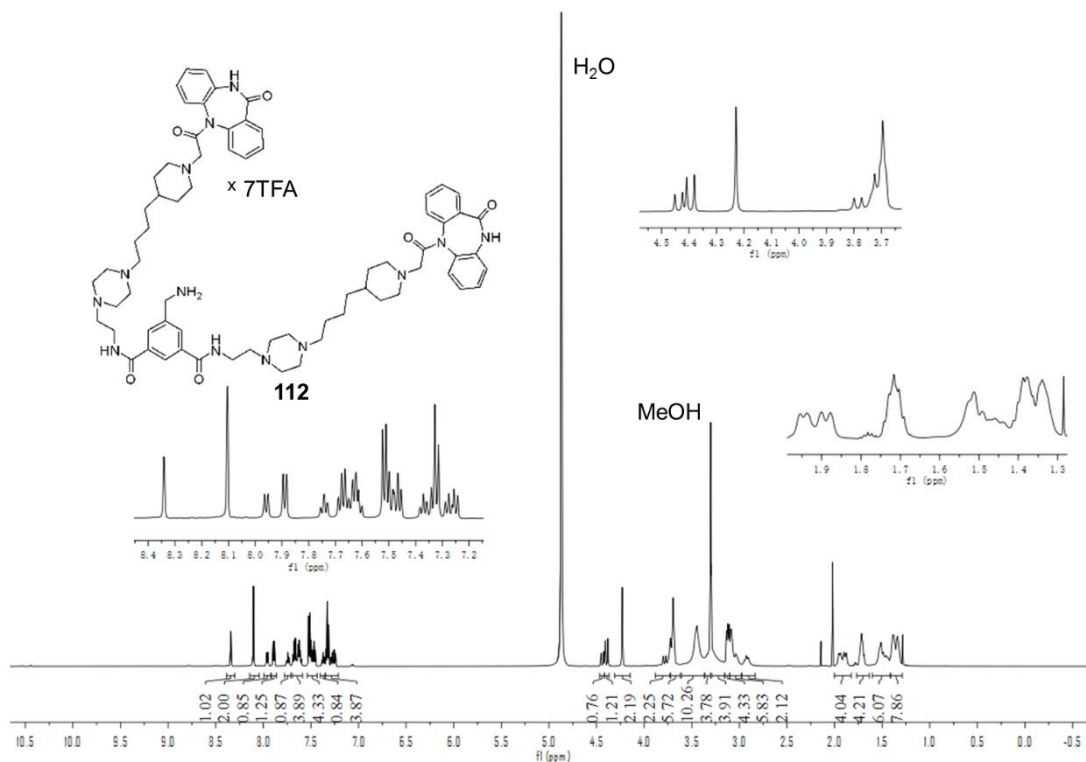 H₂O
NH
O
N
O
N
x 7TFA
O
O
N
NH
N
N
N
NH₂
N
N
NH
O
O
HN
N
112
MeOH
4.5 4.4 4.3 4.2 4.1 4.0 3.9 3.8 3.7
f1 (ppm)
1.9 1.8 1.7 1.6 1.5 1.4 1.3
f1 (ppm)
8.4 8.3 8.2 8.1 8.0 7.9 7.8 7.7 7.6 7.5 7.4 7.3 7.2
f1 (ppm)
1.02
2.00
0.85
1.25
0.87
3.89
4.33
0.84
3.87
0.76
1.21
2.19
2.25
5.72
10.26
3.78
3.91
4.33
5.83
2.12
4.04
4.21
6.07
7.86
10.5 10.0 9.5 9.0 8.5 8.0 7.5 7.0 6.5 6.0 5.5 5.0 4.5 4.0 3.5 3.0 2.5 2.0 1.5 1.0 0.5 0.0 -0.5
f1 (ppm)